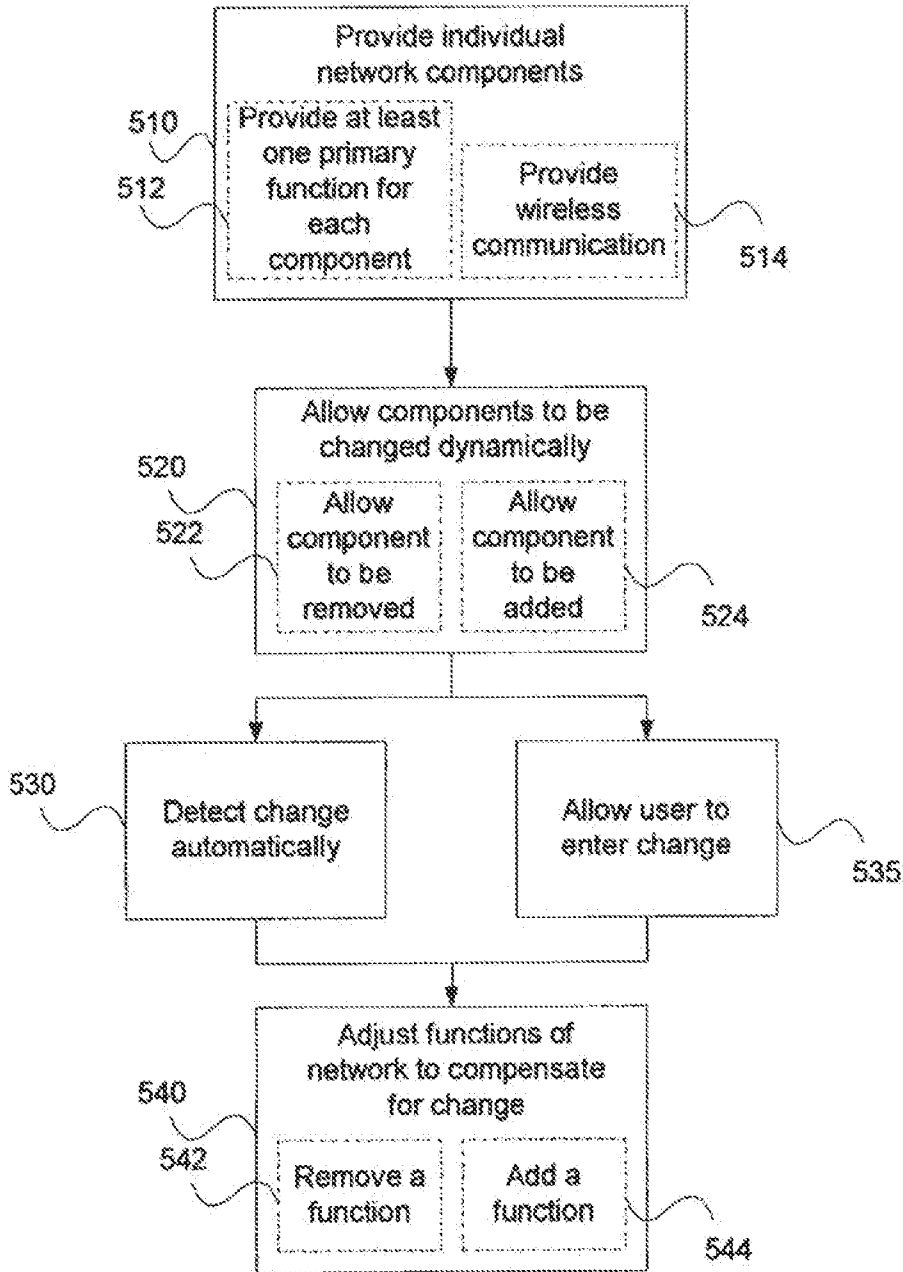 Provide individual
network components
510
Provide at least
one primary
function for
each
component
512
Provide
wireless
communication
514
Allow components to be
changed dynamically
520
522
Allow
component
to be
removed
Allow
component
to be
added
524
530
Detect change
automatically
Allow user to
enter change
535
Adjust functions of
network to compensate
for change
540
542
Remove a
function
Add a
function
544